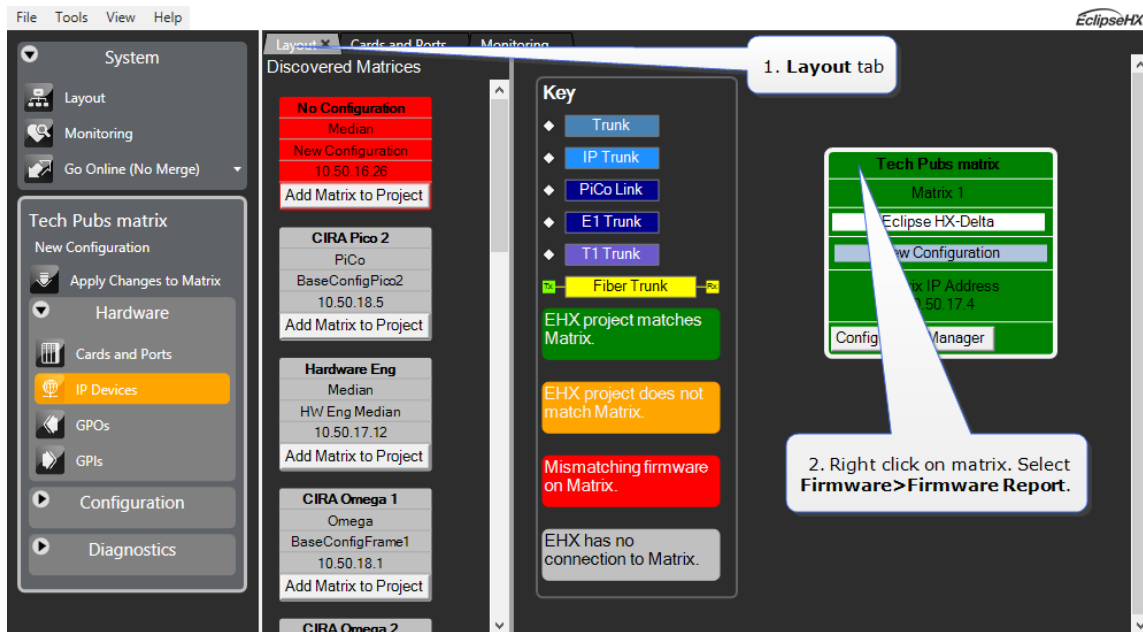 File Tools View Help
EclipseHX
System
Layout
Monitoring
Go Online (No Merge)
Tech Pubs matrix
New Configuration
Apply Changes to Matrix
Hardware
Cards and Ports
IP Devices
GPOs
GPIs
Configuration
Diagnostics
Layout Cards and Ports Monitoring
Discovered Matrices
No Configuration
Median
New Configuration
10.50.16.26
Add Matrix to Project
CIRA Pico 2
PiCo
BaseConfigPico2
10.50.18.5
Add Matrix to Project
Hardware Eng
Median
HW Eng Median
10.50.17.12
Add Matrix to Project
CIRA Omega 1
Omega
BaseConfigFrame1
10.50.18.1
Add Matrix to Project
CIRA Omega 2
Key
Trunk
IP Trunk
PiCo Link
E1 Trunk
T1 Trunk
Tx Fiber Trunk Rx
EHX project matches
Matrix.
EHX project does not
match Matrix.
Mismatching firmware
on Matrix.
EHX has no
connection to Matrix.
1. Layout tab
Tech Pubs matrix
Matrix 1
Eclipse HX-Delta
Configuration
IP Address
50.17.4
Manager
2. Right click on matrix. Select
Firmware>Firmware Report.